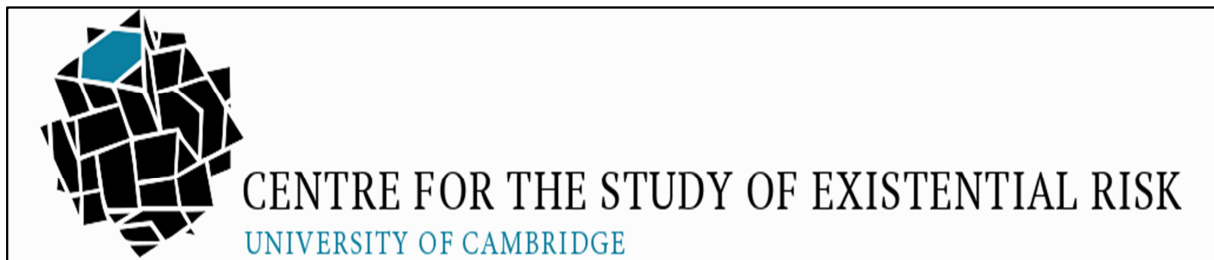 CENTRE FOR THE STUDY OF EXISTENTIAL RISK
UNIVERSITY OF CAMBRIDGE